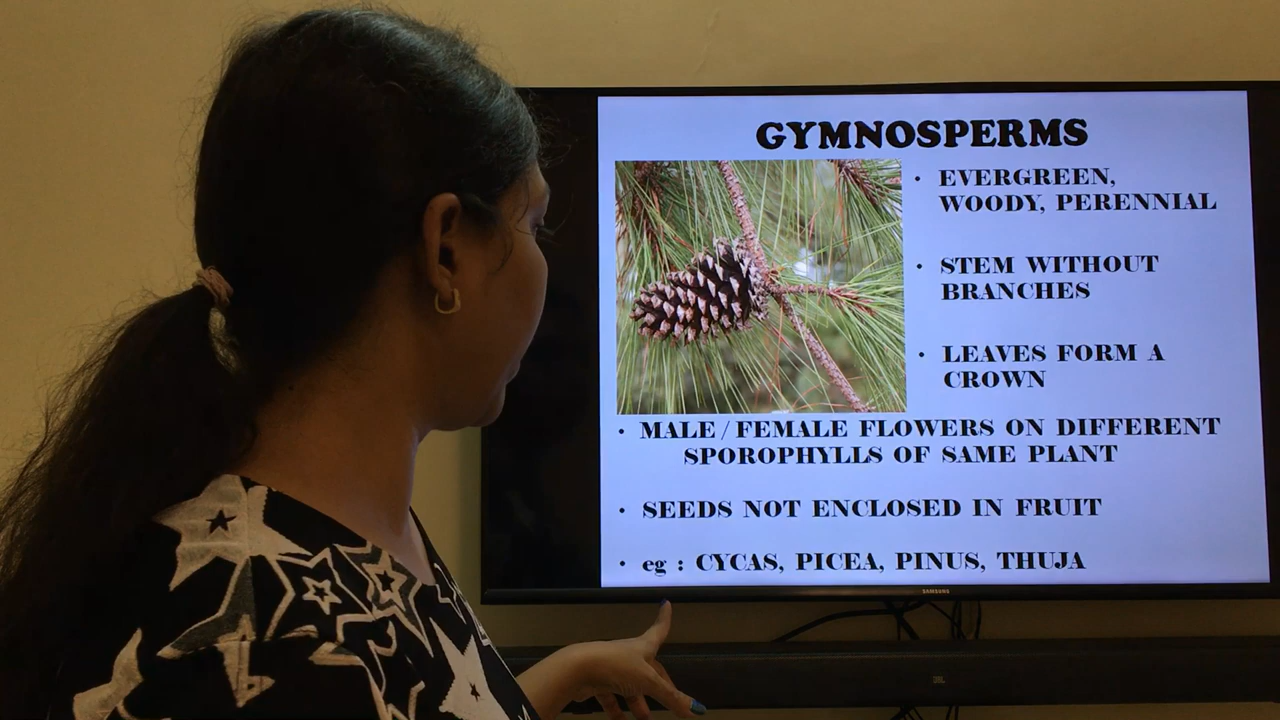 GYMNOSPERMS
• EVERGREEN,
WOODY, PERENNIAL
• STEM WITHOUT
BRANCHES
• LEAVES FORM A
CROWN
• MALE / FEMALE FLOWERS ON DIFFERENT
SPOROPHYLLS OF SAME PLANT
• SEEDS NOT ENCLOSED IN FRUIT
• eg : CYCAS, PICEA, PINUS, THUJA
SAMSUNG
JBL